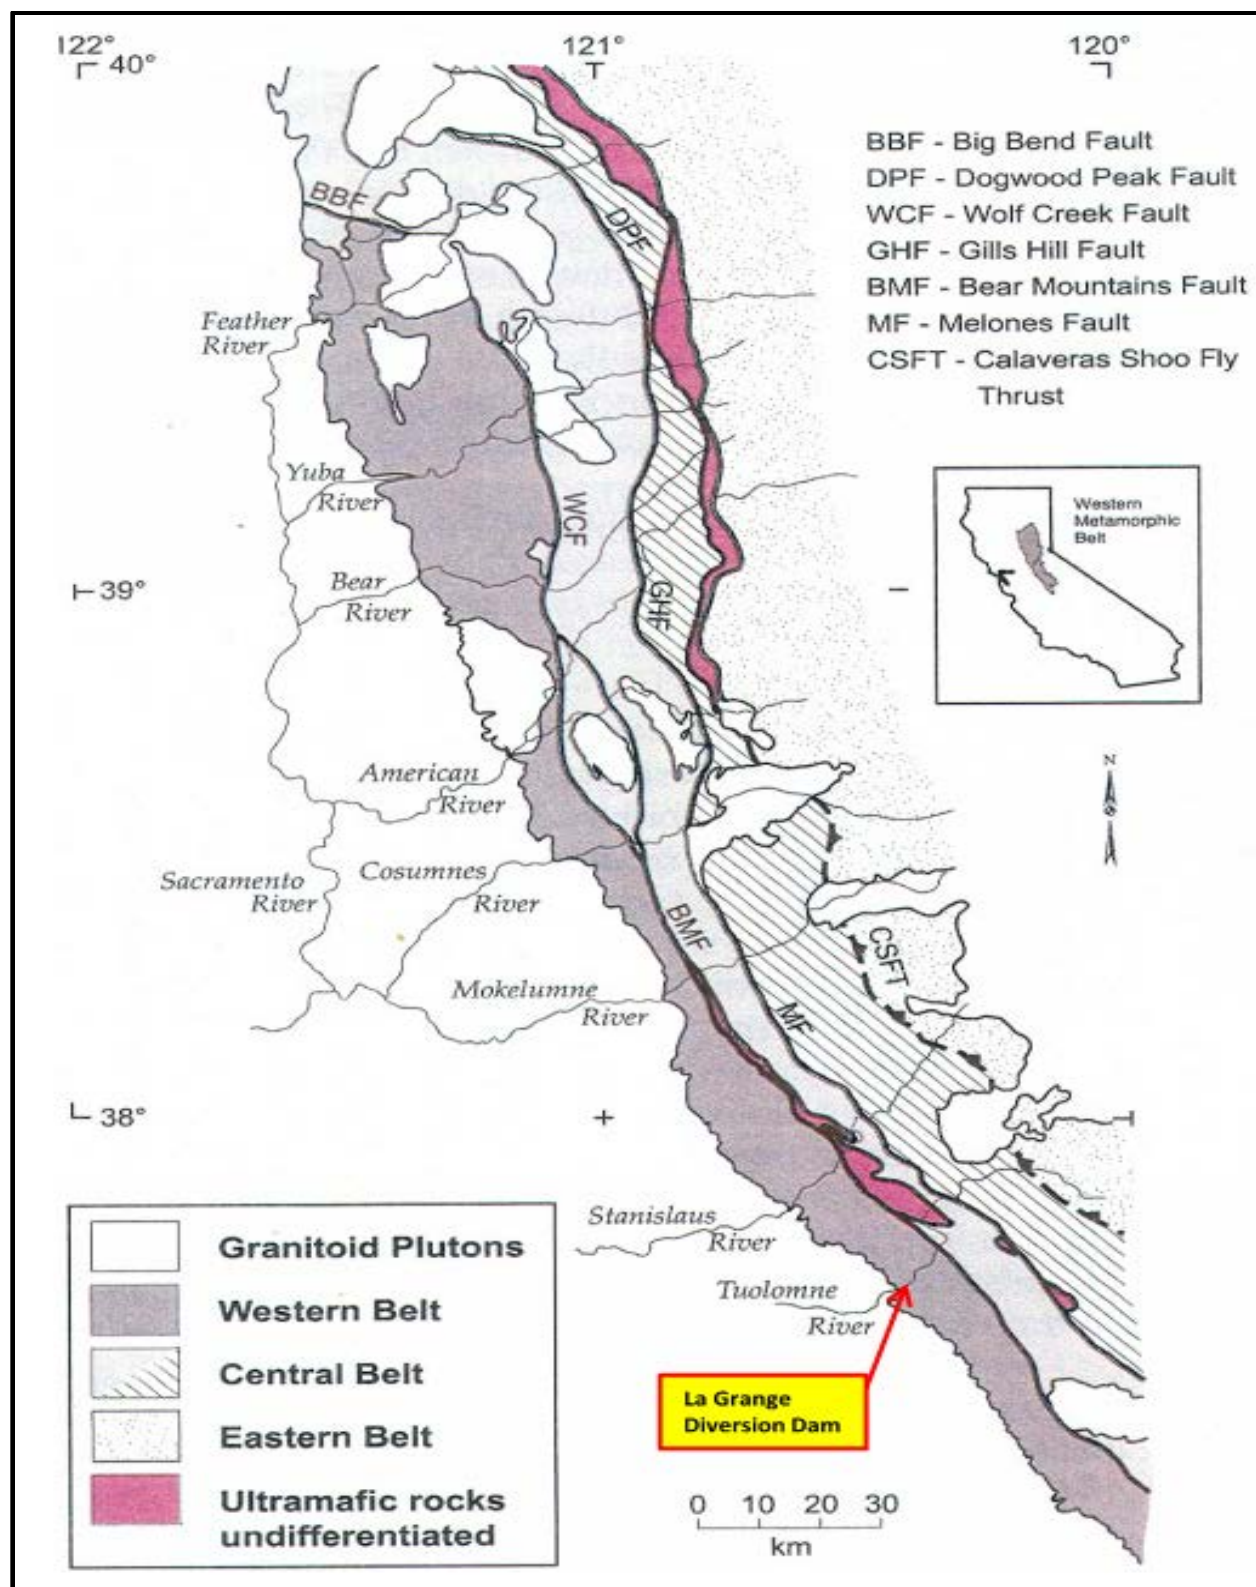 122°
121°
120°
40°
BBF - Big Bend Fault
DPF - Dogwood Peak Fault
WCF - Wolf Creek Fault
GHF - Gills Hill Fault
BMF - Bear Mountains Fault
MF - Melones Fault
CSFT - Calaveras Shoo Fly
Thrust
BBF
DPF
Feather
River
Yuba
River
WCF
Western
Metamorphic
Belt
Bear
River
39°
GHF
N
American
River
Cosumnes
River
Sacramento
River
BMF
CSFT
Mokelumne
River
MF
38°
Stanislaus
River
Tuolomne
River
La Grange
Diversion Dam
Granitoid Plutons
Western Belt
Central Belt
Eastern Belt
Ultramafic rocks
undifferentiated
0 10 20 30
km